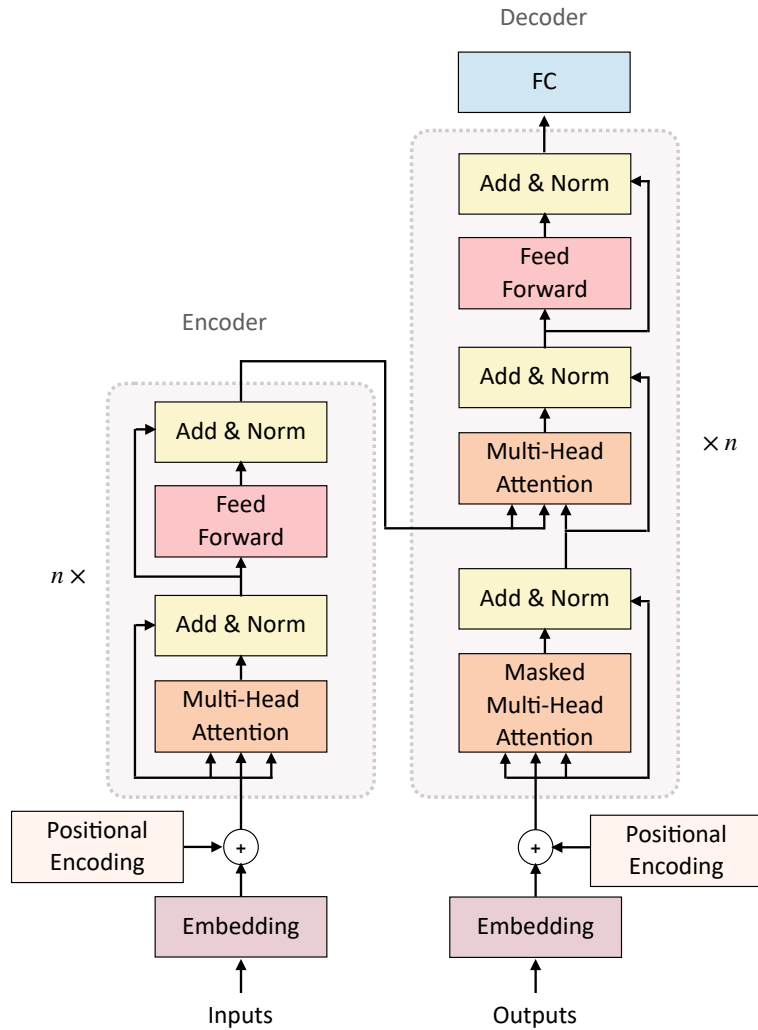 Decoder
FC
Add & Norm
Feed
Forward
Add & Norm
Multi-Head
Attention
× n
Add & Norm
Masked
Multi-Head
Attention
Encoder
Add & Norm
Feed
Forward
n ×
Add & Norm
Multi-Head
Attention
Positional
Encoding
+
Embedding
Inputs
+
Positional
Encoding
Embedding
Outputs